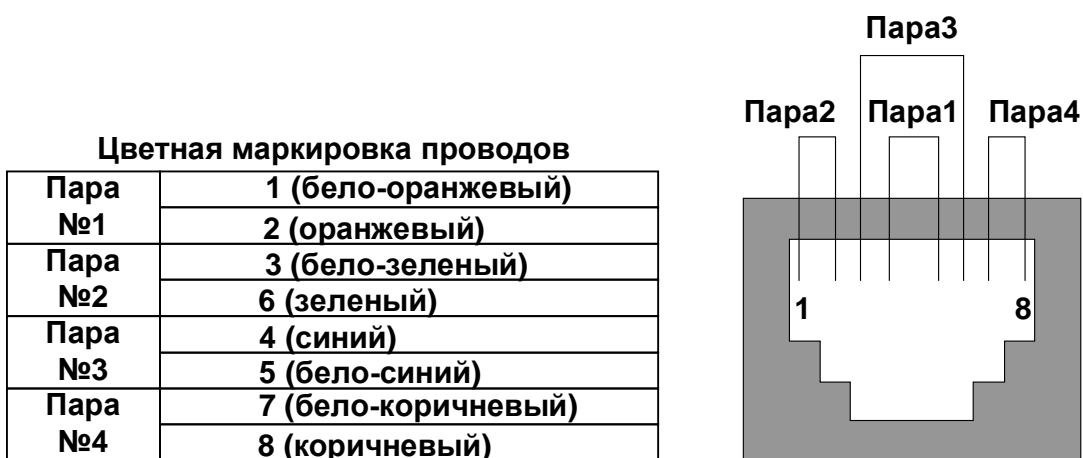 Цветная маркировка проводов
Пара №1
1 (бело-оранжевый)
2 (оранжевый)
Пара №2
3 (бело-зеленый)
6 (зеленый)
Пара №3
4 (синий)
5 (бело-синий)
Пара №4
7 (бело-коричневый)
8 (коричневый)
Пара3
Пара2 Пара1 Пара4
1 8